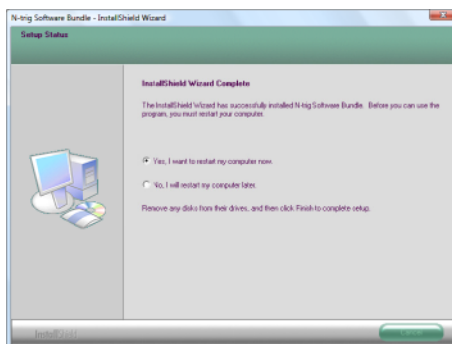 N-trig Software Bundle - InstallShield Wizard
Setup Status
InstallShield Wizard Complete
The InstallShield Wizard has successfully installed N-trig Software Bundle. Before you can use the
program, you must restart your computer.
Yes, I want to restart my computer now.
No, I will restart my computer later.
Remove any disks from their drives, and then click Finish to complete setup.
InstallShield
Cancel